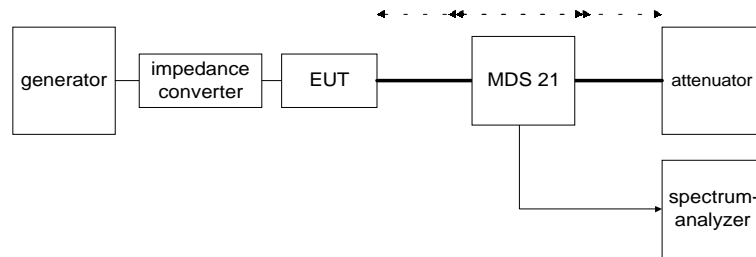 generator
impedance
converter
EUT
MDS 21
attenuator
spectrum-
analyzer